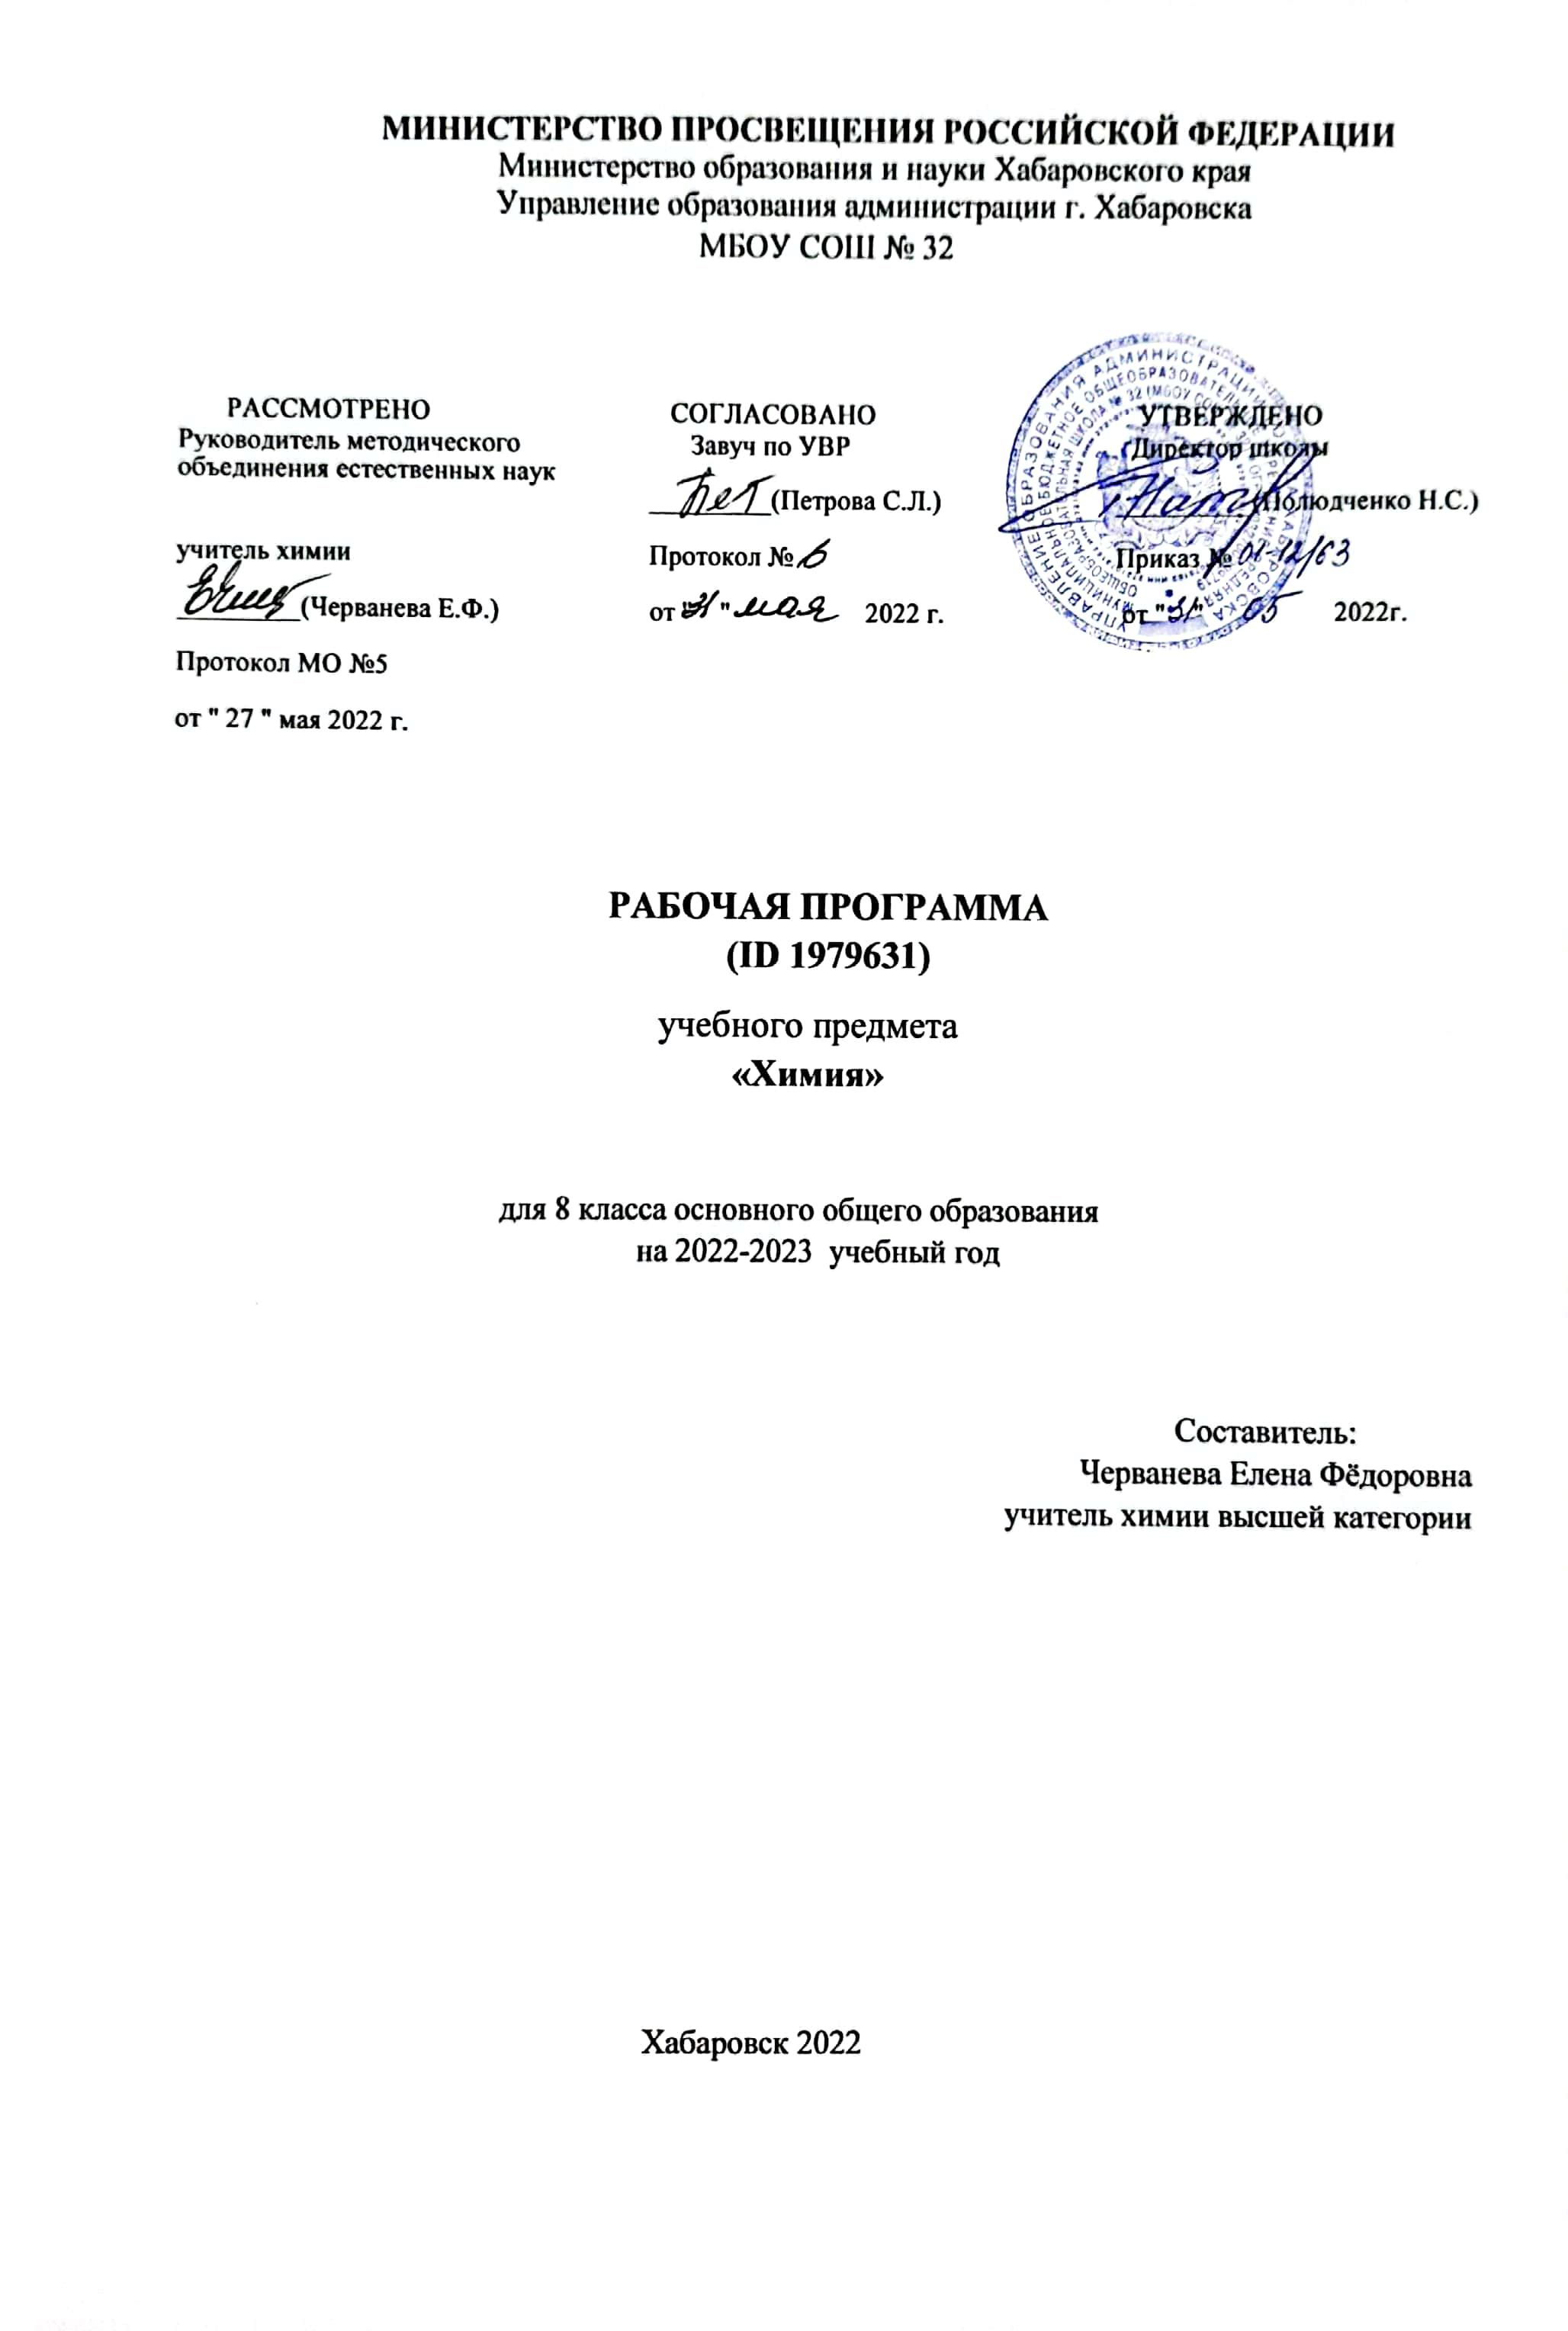 МИНИСТЕРСТВО ПРОСВЕЩЕНИЯ РОССИЙСКОЙ ФЕДЕРАЦИИ
Министерство образования и науки Хабаровского края
Управление образования администрации г. Хабаровска
МБОУ СОШ № 32
РАССМОТРЕНО
Руководитель методического
объединения естественных наук
учитель химии
(Черванева Е.Ф.)
Протокол МО №5
от " 27 " мая 2022 г.
СОГЛАСОВАНО
Завуч по УВР
(Петрова С.Л.)
Протокол № 6
от "31" мая 2022 г.
УТВЕРЖДЕНО
Директор школы
(Полюдченко Н.С.)
Приказ № 01-12/63
от "31" 05 2022г.
РАБОЧАЯ ПРОГРАММА
(ID 1979631)
учебного предмета
«Химия»
для 8 класса основного общего образования
на 2022-2023 учебный год
Составитель:
Черванева Елена Фёдоровна
учитель химии высшей категории
Хабаровск 2022